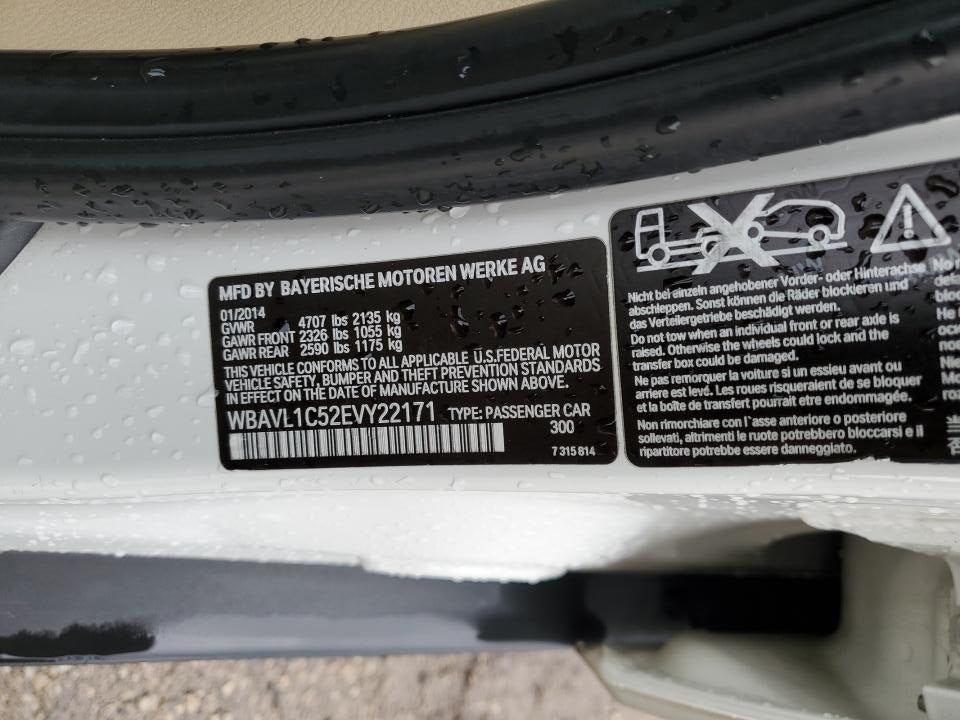 MFD BY BAYERISCHE MOTOREN WERKE AG
01/2014
GVWR 4707 lbs 2135 kg
GAWR FRONT 2326 lbs 1055 kg
GAWR REAR 2590 lbs 1175 kg
THIS VEHICLE CONFORMS TO ALL APPLICABLE U.S.FEDERAL MOTOR
VEHICLE SAFETY, BUMPER AND THEFT PREVENTION STANDARDS
IN EFFECT ON THE DATE OF MANUFACTURE SHOWN ABOVE.
WBAVL1C52EVY22171 TYPE: PASSENGER CAR
300
7 315 814
Nicht bei einzeln angehobener Vorder- oder Hinterachse
abschleppen. Sonst können die Räder blockieren und
das Verteilergetriebe beschädigt werden.
Do not tow when an individual front or rear axle is
raised. Otherwise the wheels could lock and the
transfer box could be damaged.
Ne pas remorquer la voiture si un essieu avant ou
arriere est levé. Les roues risqueraient de se bloquer
et d'endommager la boîte transfert.
Non rimorchiare con l'asse anteriore o posteriore
sollevati, altrimenti le ruote potrebbero bloccarsi e il
ripartitore potrebbe essere danneggiato.